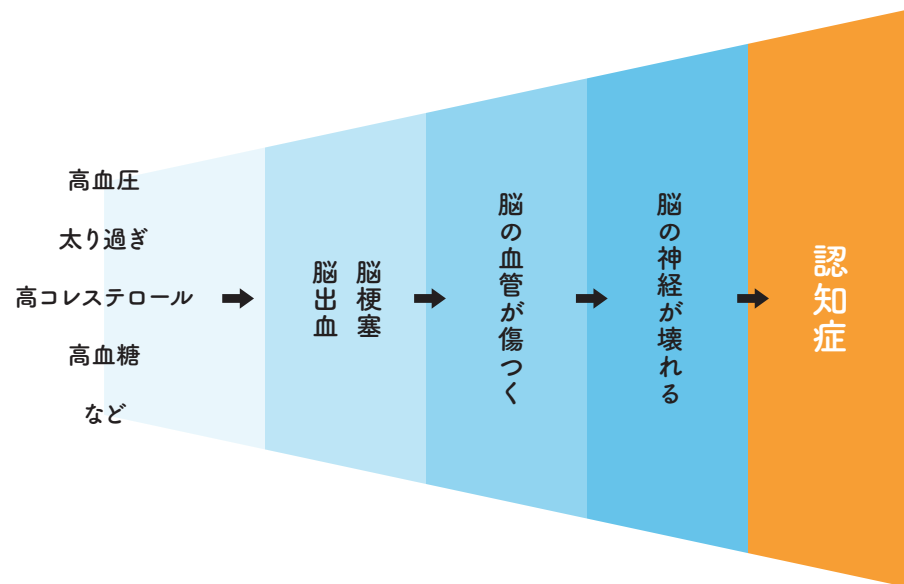 高血圧
太り過ぎ
高コレステロール
高血糖
など
脳梗塞
脳出血
脳の血管が傷つく
脳の神経が壊れる
認知症